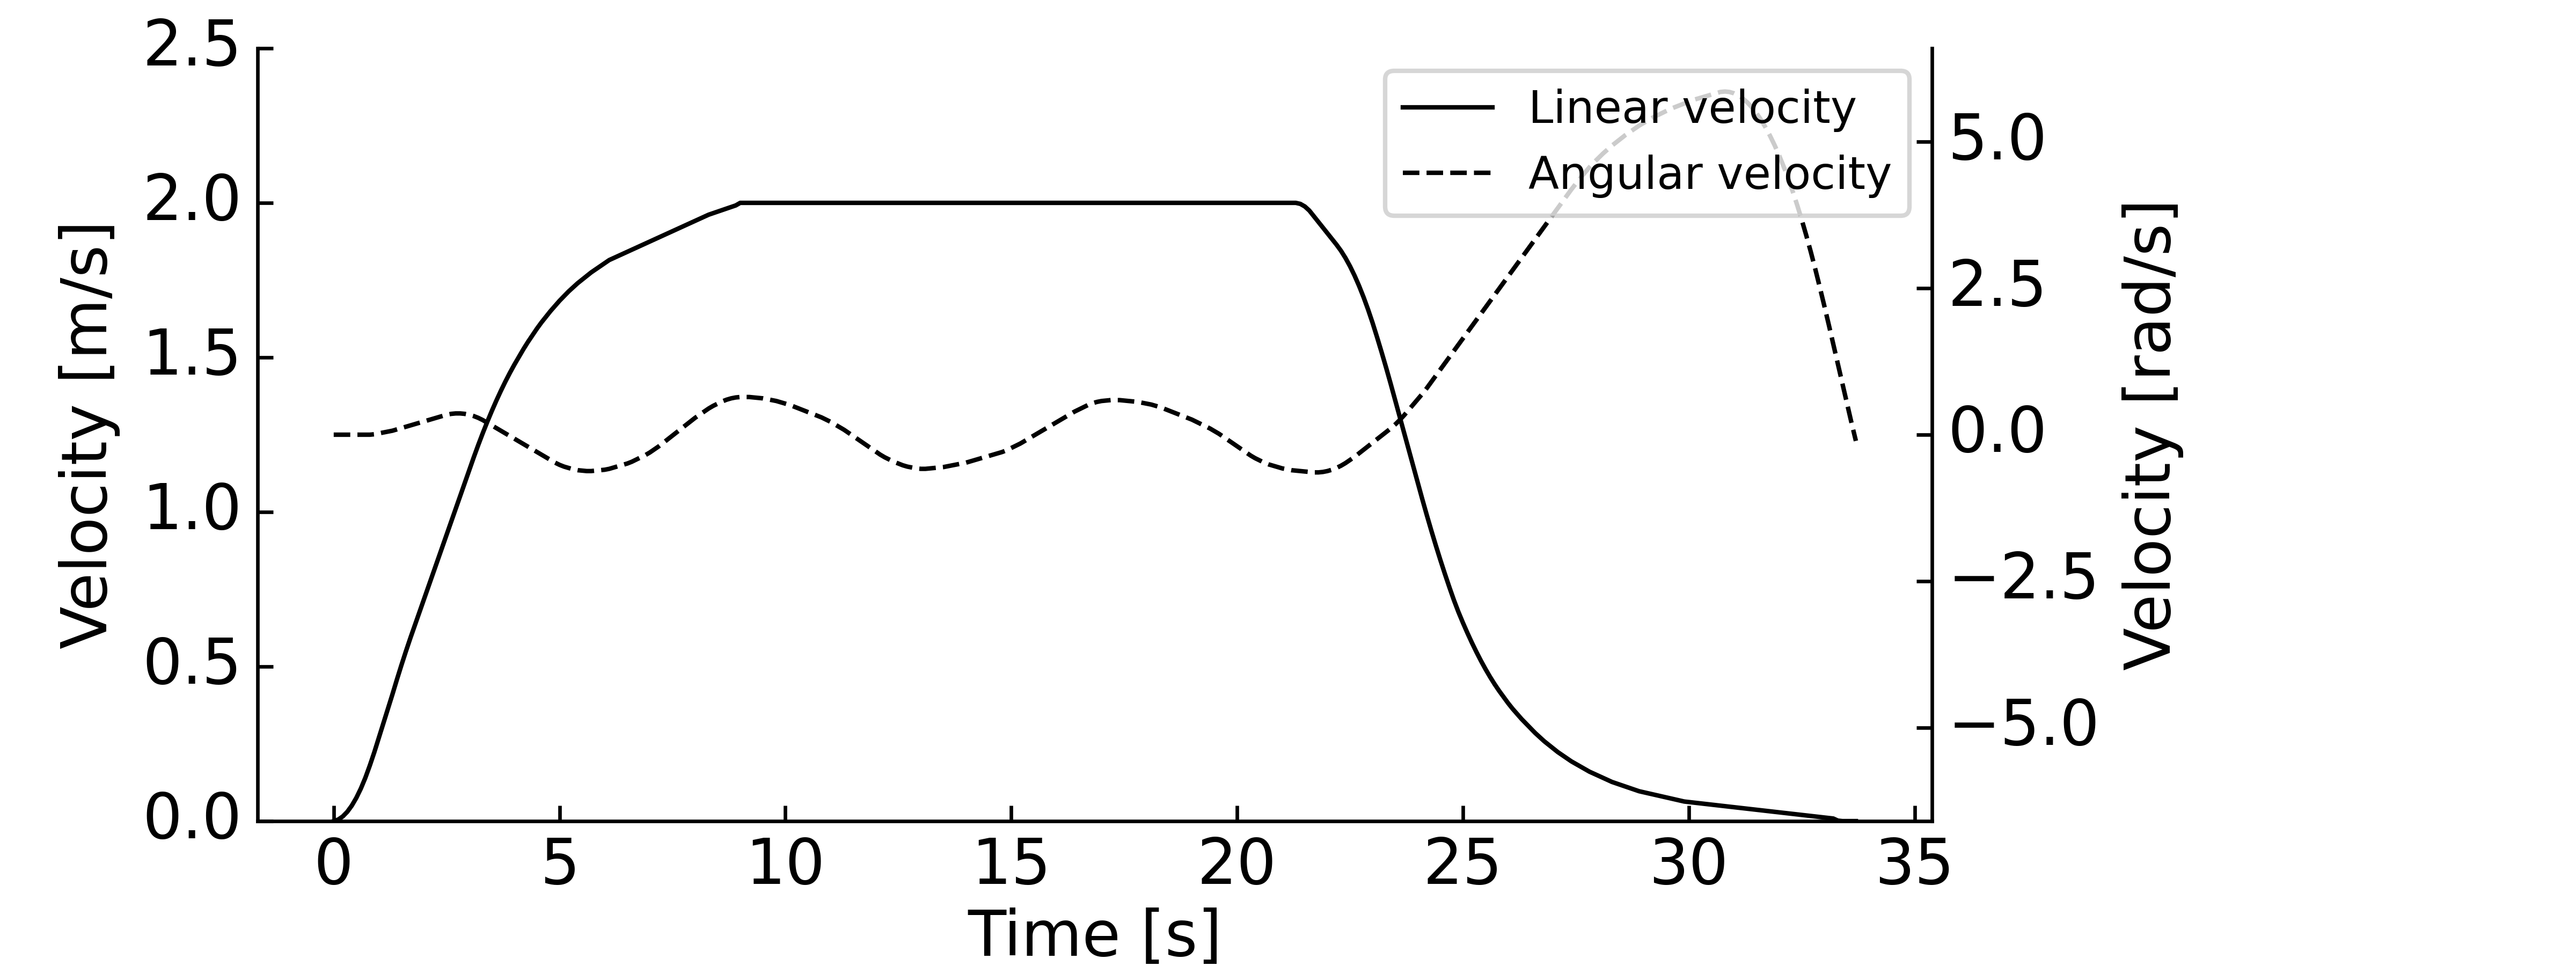 2.5
2.0
1.5
1.0
0.5
0.0
Velocity [m/s]
Linear velocity
Angular velocity
5.0
2.5
0.0
−2.5
−5.0
Velocity [rad/s]
0 5 10 15 20 25 30 35
Time [s]